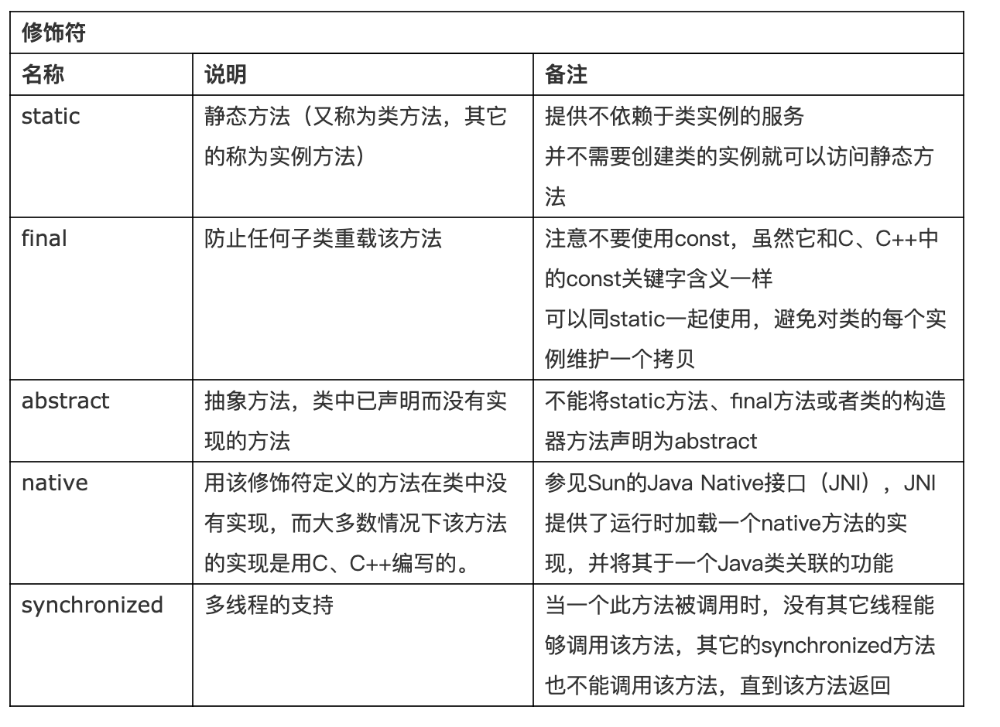 修饰符
名称 说明 备注
static 静态方法（又称为类方法，其它 提供不依赖于类实例的服务
的称为实例方法） 并不需要创建类的实例就可以访问静态方
法
final 防止任何子类重载该方法 注意不要使用const，虽然它和C、C++中
的const关键字含义一样
可以同static一起使用，避免对类的每个实
例维护一个拷贝
abstract 抽象方法，类中已声明而没有实 不能将static方法、final方法或者类的构造
现的方法 器方法声明为abstract
native 用该修饰符定义的方法在类中没 参见Sun的Java Native接口（JNI），JNI
有实现，而大多数情况下该方法 提供了运行时加载一个native方法的实
的实现是用C、C++编写的。 现，并将其于一个Java类关联的功能
synchronized 多线程的支持 当一个此方法被调用时，没有其它线程能
够调用该方法，其它的synchronized方法
也不能调用该方法，直到该方法返回